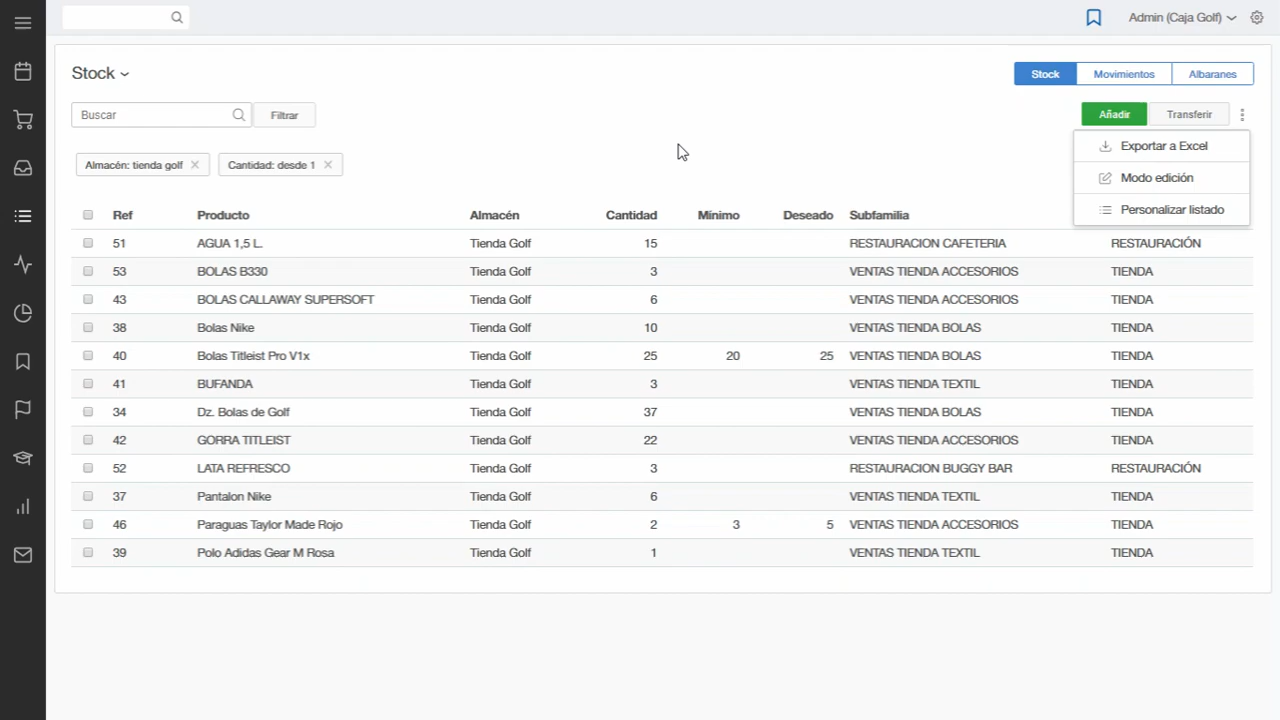 Admin (Caja Golf)
Stock
Stock Movimientos Albaranes
Buscar Filtrar Añadir Transferir
Exportar a Excel
Almacén: tienda golf Cantidad: desde 1
Modo edición
Personalizar listado
Ref Producto Almacén Cantidad Mínimo Deseado Subfamilia
51 AGUA 1,5 L. Tienda Golf 15 RESTAURACION CAFETERIA RESTAURACIÓN
53 BOLAS B330 Tienda Golf 3 VENTAS TIENDA ACCESORIOS TIENDA
43 BOLAS CALLAWAY SUPERSOFT Tienda Golf 6 VENTAS TIENDA ACCESORIOS TIENDA
38 Bolas Nike Tienda Golf 10 VENTAS TIENDA BOLAS TIENDA
40 Bolas Titleist Pro V1x Tienda Golf 25 20 25 VENTAS TIENDA BOLAS TIENDA
41 BUFANDA Tienda Golf 3 VENTAS TIENDA TEXTIL TIENDA
34 Dz. Bolas de Golf Tienda Golf 37 VENTAS TIENDA BOLAS TIENDA
42 GORRA TITLEIST Tienda Golf 22 VENTAS TIENDA ACCESORIOS TIENDA
52 LATA REFRESCO Tienda Golf 3 RESTAURACION BUGGY BAR RESTAURACIÓN
37 Pantalon Nike Tienda Golf 6 VENTAS TIENDA TEXTIL TIENDA
46 Paraguas Taylor Made Rojo Tienda Golf 2 3 5 VENTAS TIENDA ACCESORIOS TIENDA
39 Polo Adidas Gear M Rosa Tienda Golf 1 VENTAS TIENDA TEXTIL TIENDA